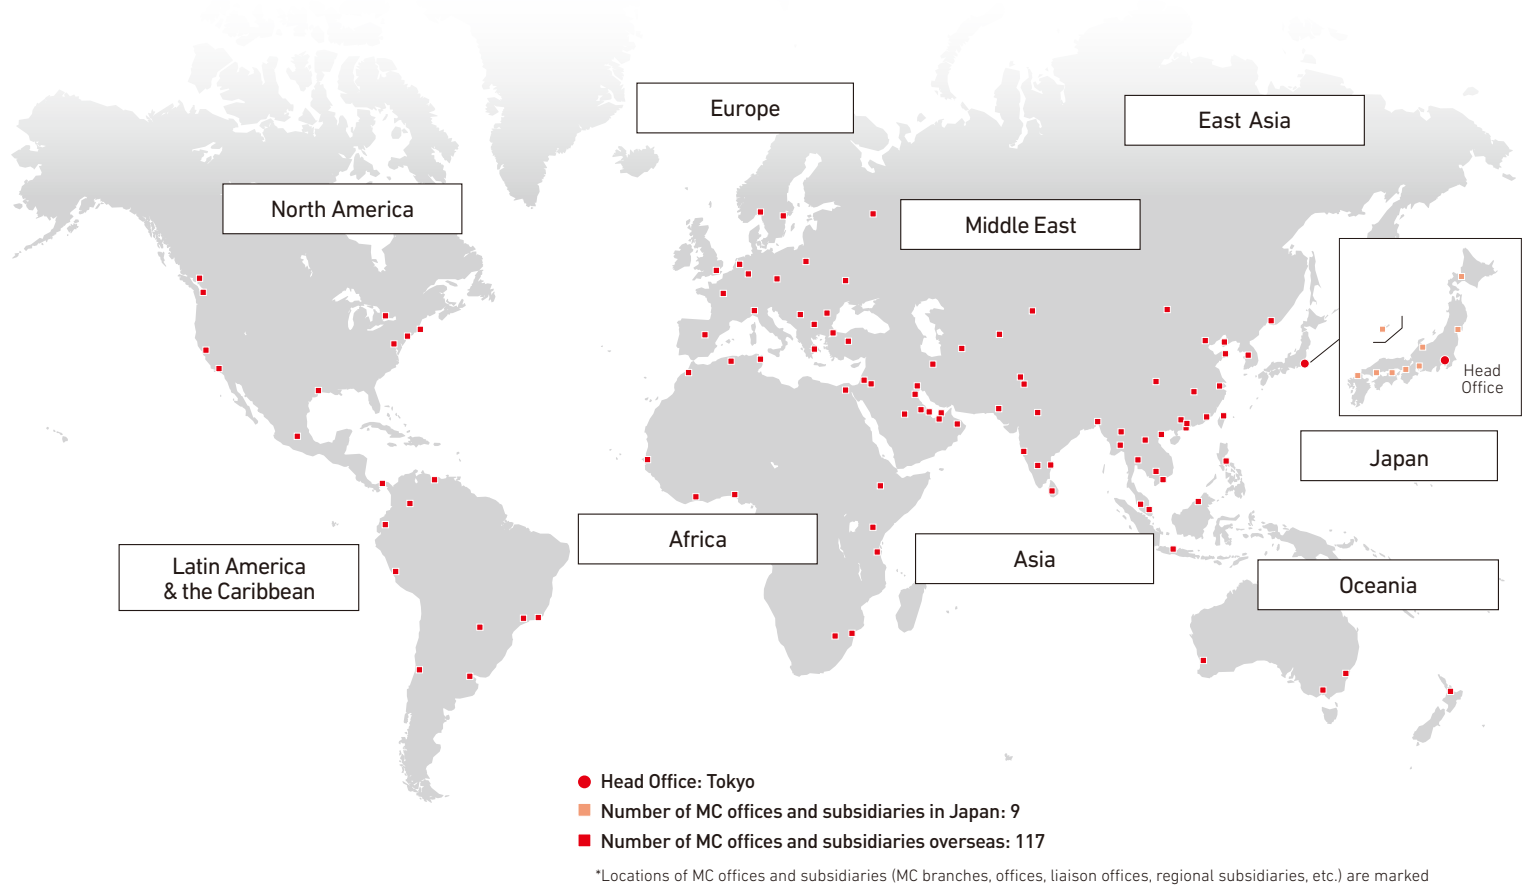 Europe
East Asia
North America
Middle East
Head
Office
Japan
Africa
Asia
Latin America
& the Caribbean
Oceania
Head Office: Tokyo
Number of MC offices and subsidiaries in Japan: 9
Number of MC offices and subsidiaries overseas: 117
*Locations of MC offices and subsidiaries (MC branches, offices, liaison offices, regional subsidiaries, etc.) are marked